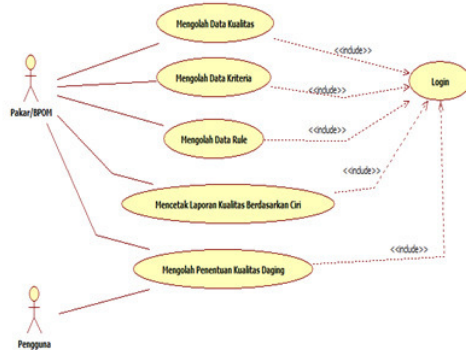 Mengolah Data Kualitas
<<include>>
Mengolah Data Kriteria
<<include>>
Login
Pakar/BPOM
Mengolah Data Rule
<<include>>
Mencetak Laporan Kualitas Berdasarkan Ciri
<<include>>
Mengolah Penentuan Kualitas Daging
<<include>>
Pengguna